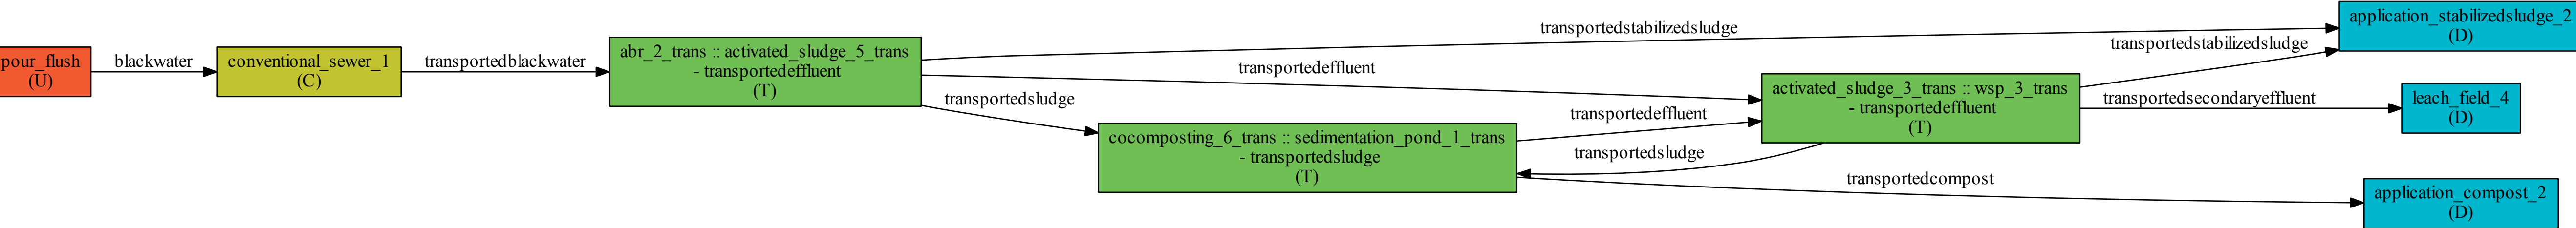 pour_flush
(U)
blackwater
conventional_sewer_1
(C)
transportedblackwater
abr_2_trans :: activated_sludge_5_trans
- transportedeffluent
(T)
transportedstabilizedsludge
transportedeffluent
transportedsludge
cocomposting_6_trans :: sedimentation_pond_1_trans
- transportedsludge
(T)
transportedeffluent
transportedsludge
transportedcompost
activated_sludge_3_trans :: wsp_3_trans
- transportedeffluent
(T)
transportedstabilizedsludge
transportedsecondaryeffluent
application_stabilizedsludge_2
(D)
leach_field_4
(D)
application_compost_2
(D)